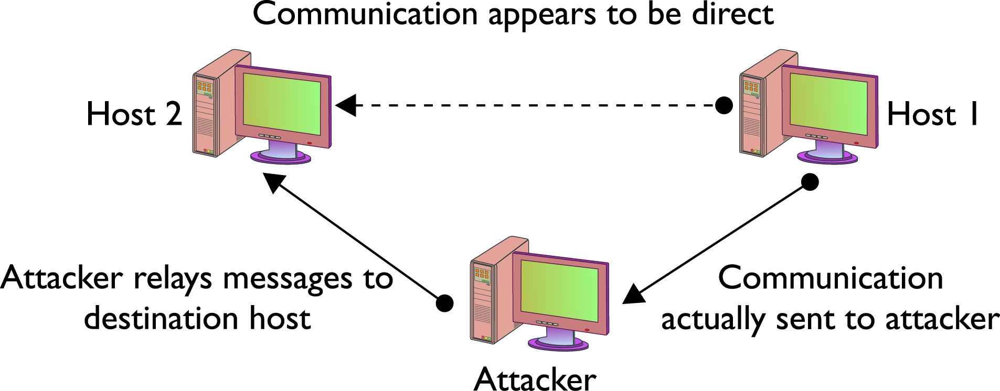 Communication appears to be direct
Host 2
Host 1
Attacker relays messages to
destination host
Communication
actually sent to attacker
Attacker